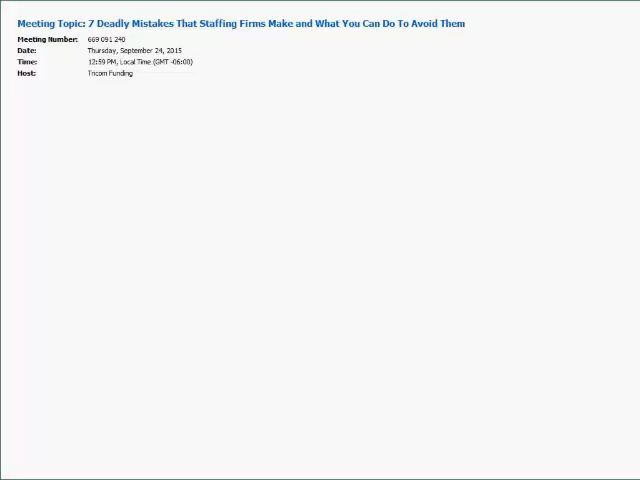 Meeting Topic: 7 Deadly Mistakes That Staffing Firms Make and What You Can Do To Avoid Them
Meeting Number: 669 091 240
Date: Thursday, September 24, 2015
Time: 12:59 PM, Local Time (GMT -06:00)
Host: Tricom Funding